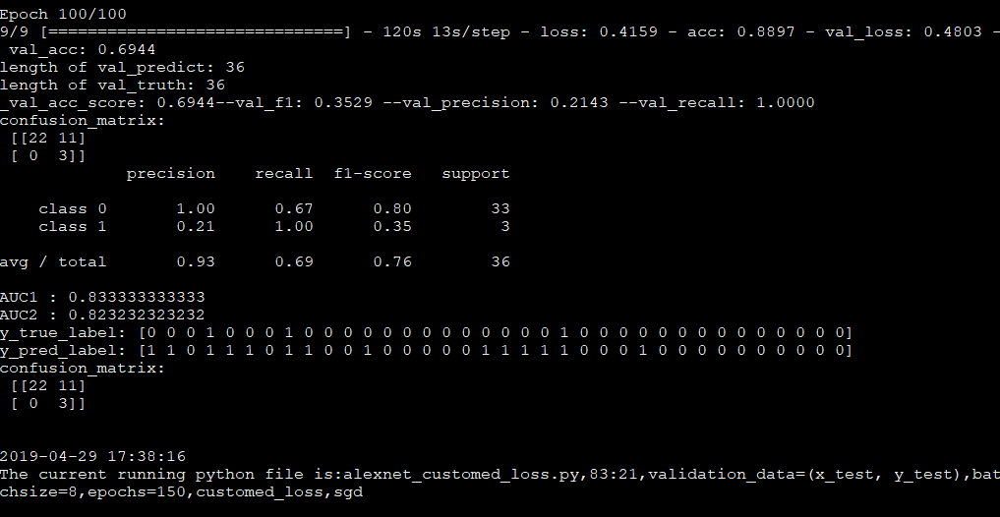 Epoch 100/100
9/9 [==============================] - 120s 13s/step - loss: 0.4159 - acc: 0.8897 - val_loss: 0.4803 -
 val_acc: 0.6944
length of val_predict: 36
length of val_truth: 36
_val_acc_score: 0.6944--val_f1: 0.3529 --val_precision: 0.2143 --val_recall: 1.0000
confusion_matrix:
 [[22 11]
 [ 0  3]]
             precision    recall  f1-score   support

    class 0       1.00      0.67      0.80        33
    class 1       0.21      1.00      0.35         3

avg / total       0.93      0.69      0.76        36

AUC1 : 0.833333333333
AUC2 : 0.823232323232
y_true_label: [0 0 0 1 0 0 0 1 0 0 0 0 0 0 0 0 0 0 0 0 0 1 0 0 0 0 0 0 0 0 0 0 0 0 0 0]
y_pred_label: [1 1 0 1 1 1 0 1 1 0 0 1 0 0 0 0 0 1 1 1 1 1 0 0 0 1 0 0 0 0 0 0 0 0 0 0]
confusion_matrix:
 [[22 11]
 [ 0  3]]

2019-04-29 17:38:16
The current running python file is:alexnet_customed_loss.py,83:21,validation_data=(x_test, y_test),bat
chsize=8,epochs=150,customed_loss,sgd